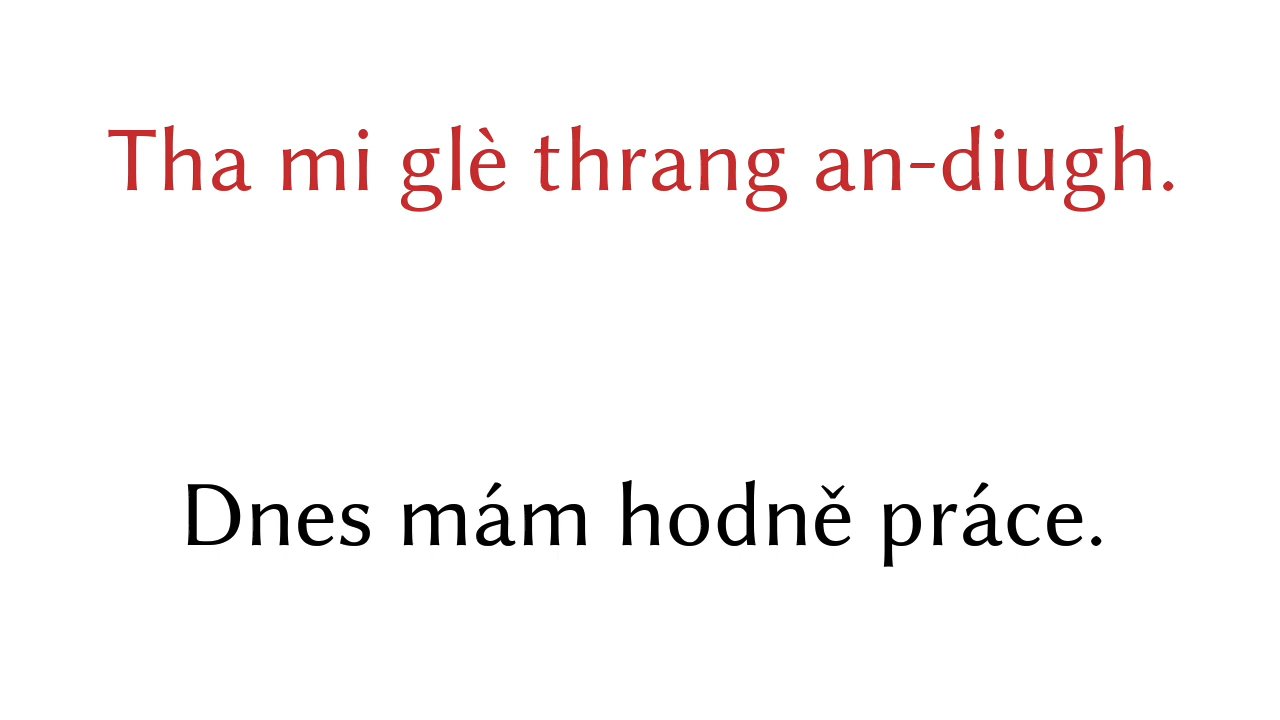 Tha mi glè thrang an-diugh.
Dnes mám hodně práce.